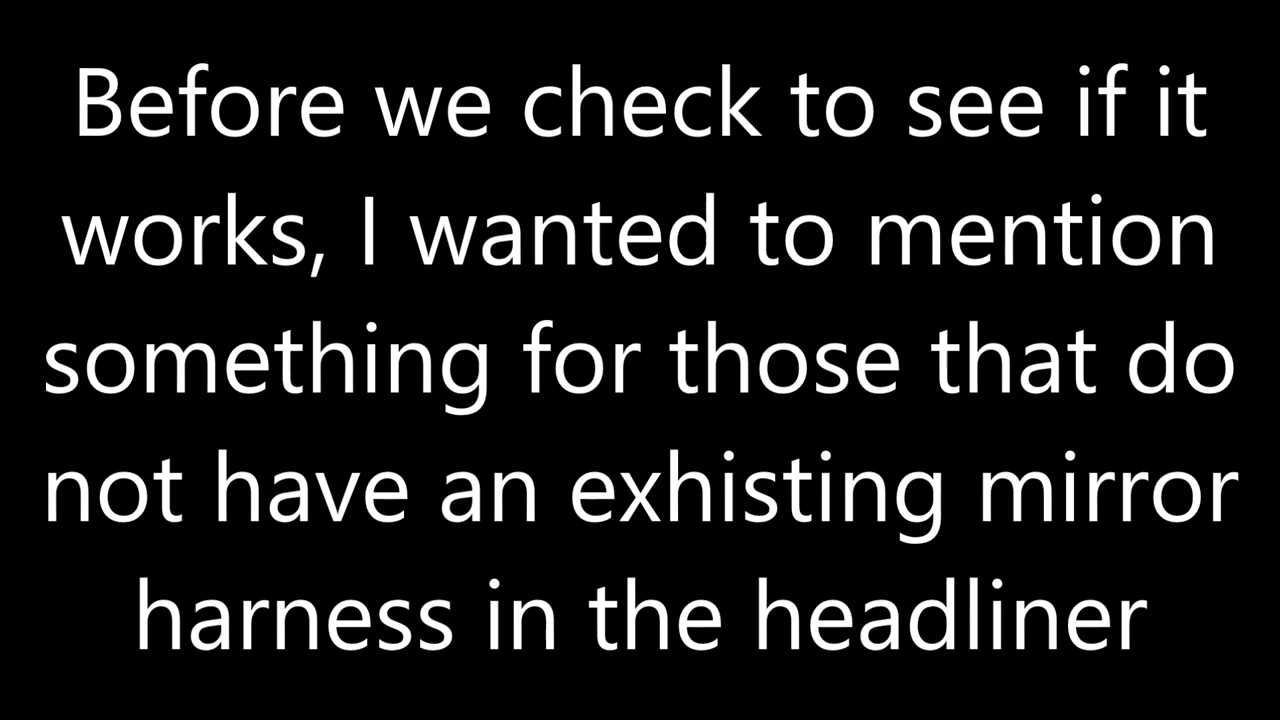 Before we check to see if it
works, I wanted to mention
something for those that do
not have an exhisting mirror
harness in the headliner